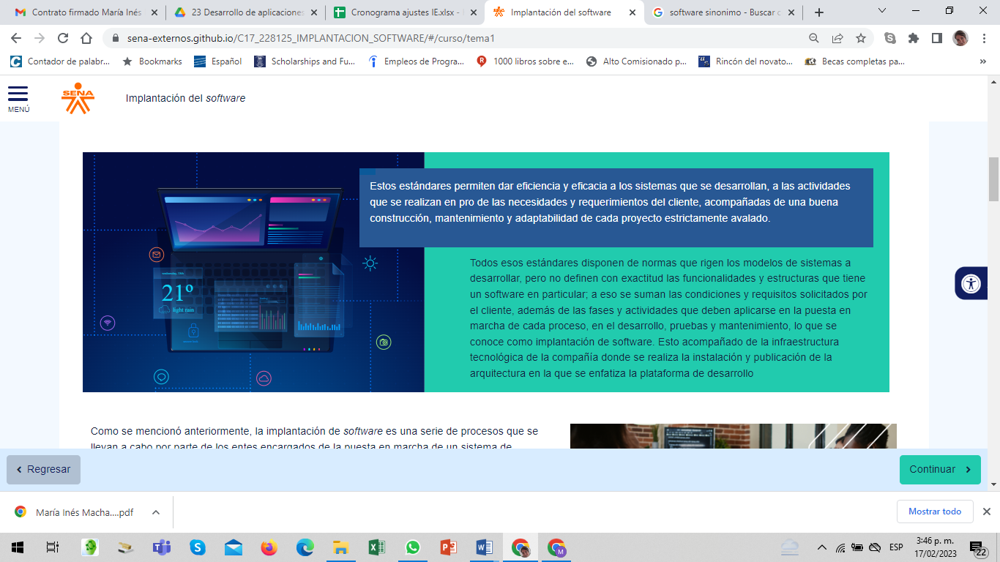 Contrato firmado María Inés
23 Desarrollo de aplicaciones
Cronograma ajustes IE.xlsx -
Implantación del software
software sinonimo - Buscar c
sena-externos.github.io/C17_228125_IMPLANTACION_SOFTWARE/#/curso/tema1
Contador de palabr...
Bookmarks
Español
Scholarships and Fu...
Empleos de Progra...
1000 libros sobre e...
Alto Comisionado p...
Rincón del novato...
Becas completas pa...
»
MENÚ
SENA
Implantación del software
Estos estándares permiten dar eficiencia y eficacia a los sistemas que se desarrollan, a las actividades
que se realizan en pro de las necesidades y requerimientos del cliente, acompañadas de una buena
construcción, mantenimiento y adaptabilidad de cada proyecto estrictamente avalado.
21º
light rain
Todos esos estándares disponen de normas que rigen los modelos de sistemas a
desarrollar, pero no definen con exactitud las funcionalidades y estructuras que tiene
un software en particular; a eso se suman las condiciones y requisitos solicitados por
el cliente, además de las fases y actividades que deben aplicarse en la puesta en
marcha de cada proceso, en el desarrollo, pruebas y mantenimiento, lo que se
conoce como implantación de software. Esto acompañado de la infraestructura
tecnológica de la compañía donde se realiza la instalación y publicación de la
arquitectura en la que se enfatiza la plataforma de desarrollo
Como se mencionó anteriormente, la implantación de software es una serie de procesos que se
llevan a cabo por parte de los entes encargados de la puesta en marcha de un sistema de
Regresar
Continuar
María Inés Macha....pdf
Mostrar todo
ESP
3:46 p. m.
17/02/2023
22